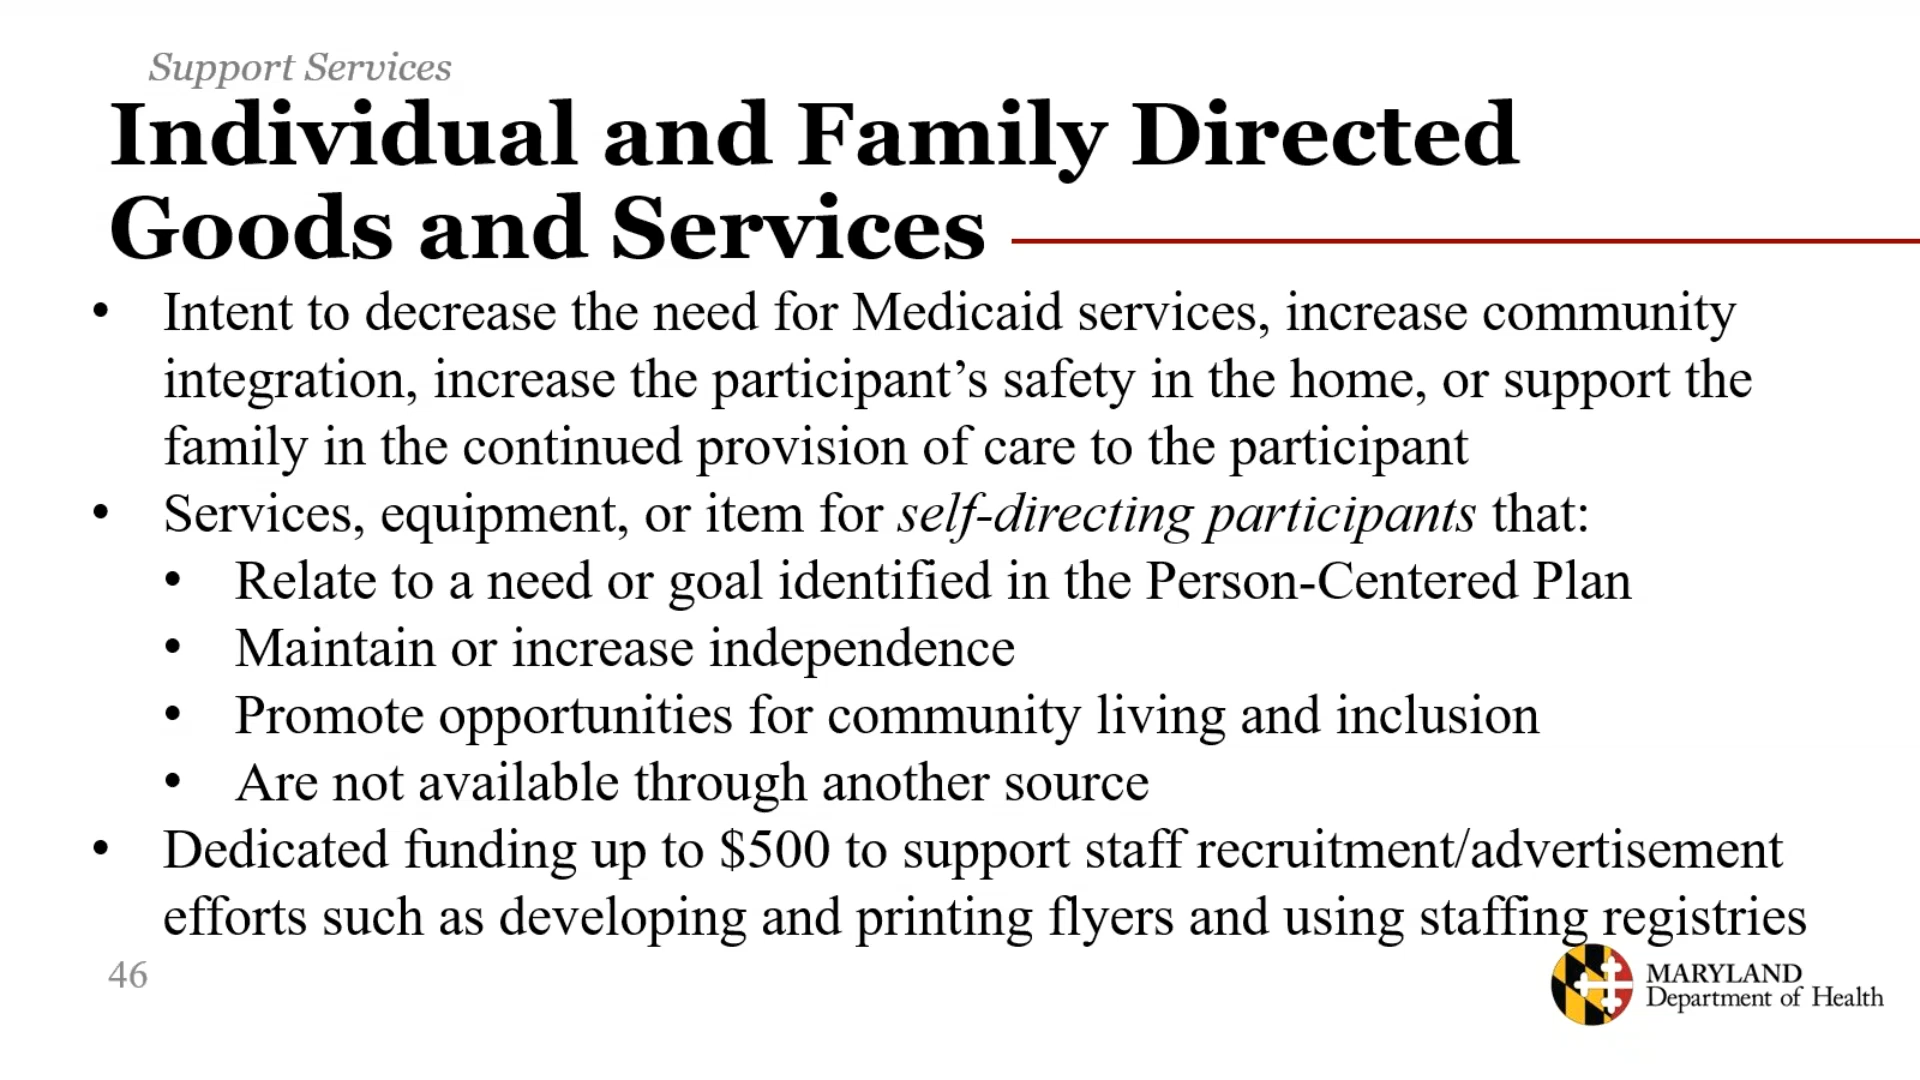 Support Services
Individual and Family Directed
Goods and Services
• Intent to decrease the need for Medicaid services, increase community
integration, increase the participant’s safety in the home, or support the
family in the continued provision of care to the participant
• Services, equipment, or item for self-directing participants that:
• Relate to a need or goal identified in the Person-Centered Plan
• Maintain or increase independence
• Promote opportunities for community living and inclusion
• Are not available through another source
• Dedicated funding up to $500 to support staff recruitment/advertisement
efforts such as developing and printing flyers and using staffing registries
46
MARYLAND
Department of Health